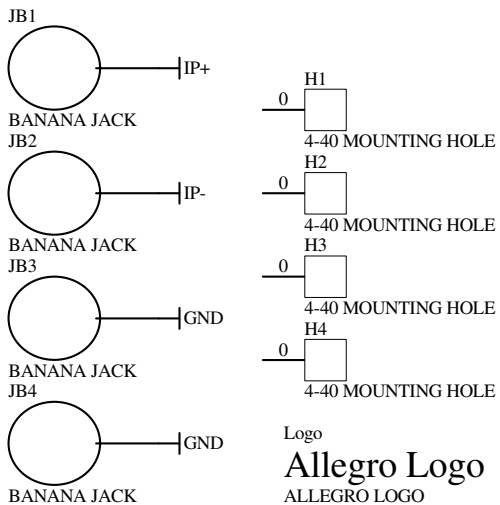 JB1
IP+
BANANA JACK
JB2
IP-
BANANA JACK
JB3
GND
BANANA JACK
JB4
GND
BANANA JACK
H1
0
4-40 MOUNTING HOLE
H2
0
4-40 MOUNTING HOLE
H3
0
4-40 MOUNTING HOLE
H4
0
4-40 MOUNTING HOLE
Logo
Allegro Logo
ALLEGRO LOGO